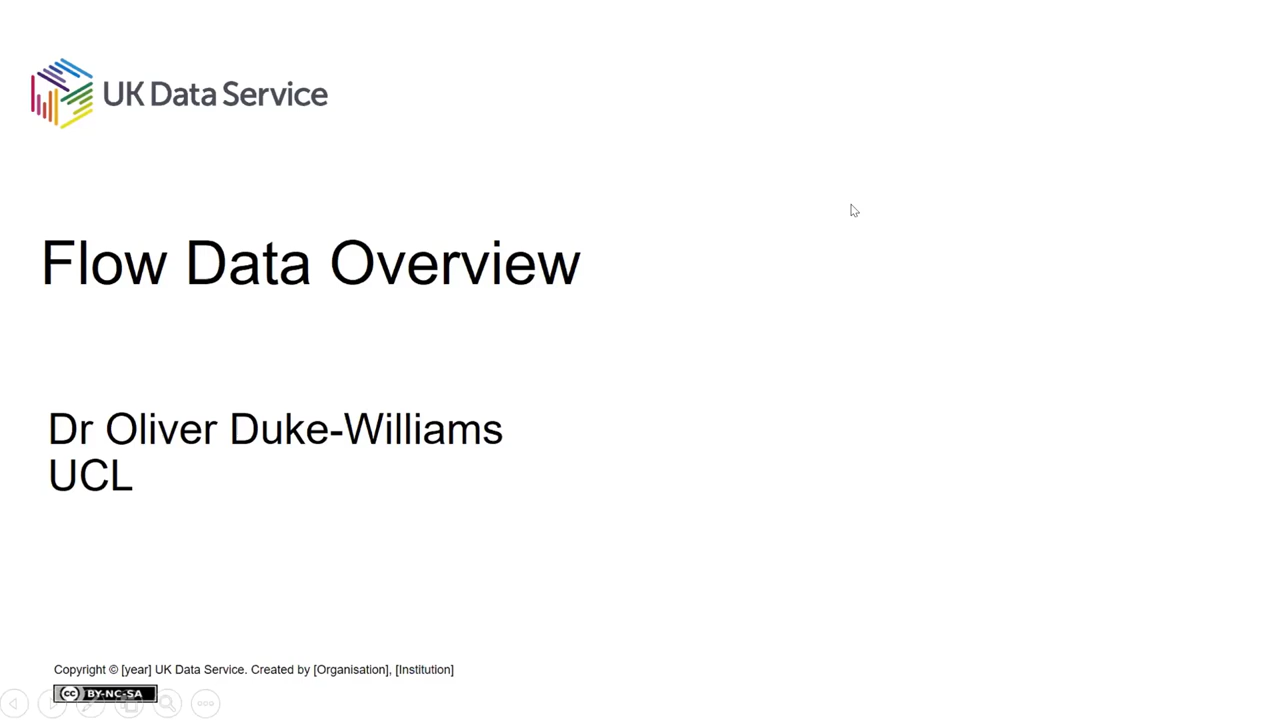 UK Data Service
Flow Data Overview
Dr Oliver Duke-Williams
UCL
Copyright © [year] UK Data Service. Created by [Organisation], [Institution]
cc BY-NC-SA